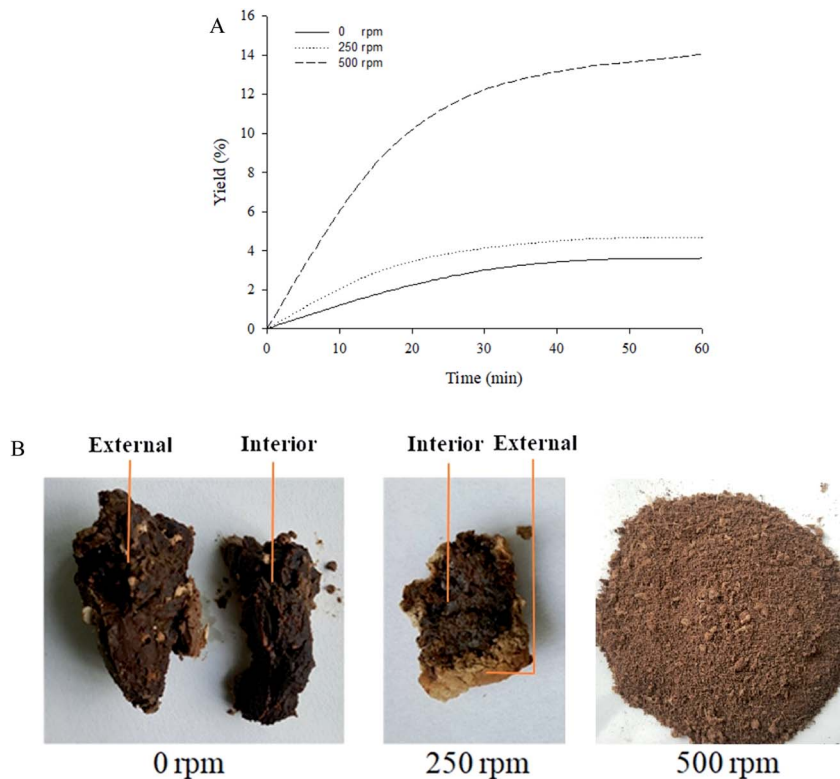 A
0 rpm
250 rpm
500 rpm
16
14
12
10
8
6
4
2
0
Yield (%)
0 10 20 30 40 50 60
Time (min)
B
External Interior Interior External
0 rpm 250 rpm 500 rpm